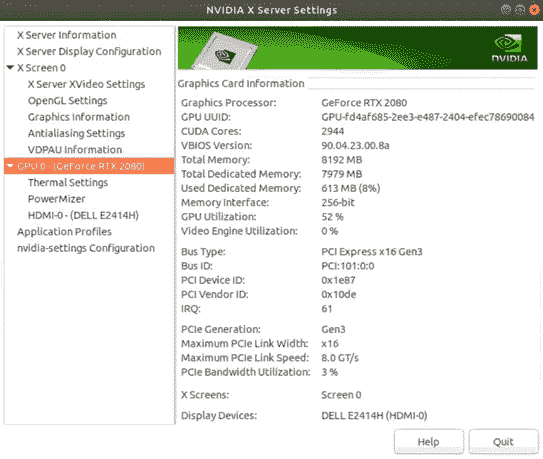 NVIDIA X Server Settings
X Server Information
X Server Display Configuration
X Screen 0
X Server XVideo Settings
OpenGL Settings
Graphics Information
Antialiasing Settings
VDPAU Information
GPU 0 - (GeForce RTX 2080)
Thermal Settings
PowerMizer
HDMI-0 - (DELL E2414H)
Application Profiles
nvidia-settings Configuration
NVIDIA
Graphics Card Information
Graphics Processor: GeForce RTX 2080
GPU UUID: GPU-fd4af685-2ee3-e487-2404-efec78690084
CUDA Cores: 2944
VBIOS Version: 90.04.23.00.8a
Total Memory: 8192 MB
Total Dedicated Memory: 7979 MB
Used Dedicated Memory: 613 MB (8%)
Memory Interface: 256-bit
GPU Utilization: 52 %
Video Engine Utilization: 0 %
Bus Type: PCI Express x16 Gen3
Bus ID: PCI:101:0:0
PCI Device ID: 0x1e87
PCI Vendor ID: 0x10de
IRQ: 61
PCIe Generation: Gen3
Maximum PCIe Link Width: x16
Maximum PCIe Link Speed: 8.0 GT/s
PCIe Bandwidth Utilization: 3 %
X Screens: Screen 0
Display Devices: DELL E2414H (HDMI-0)
Help
Quit